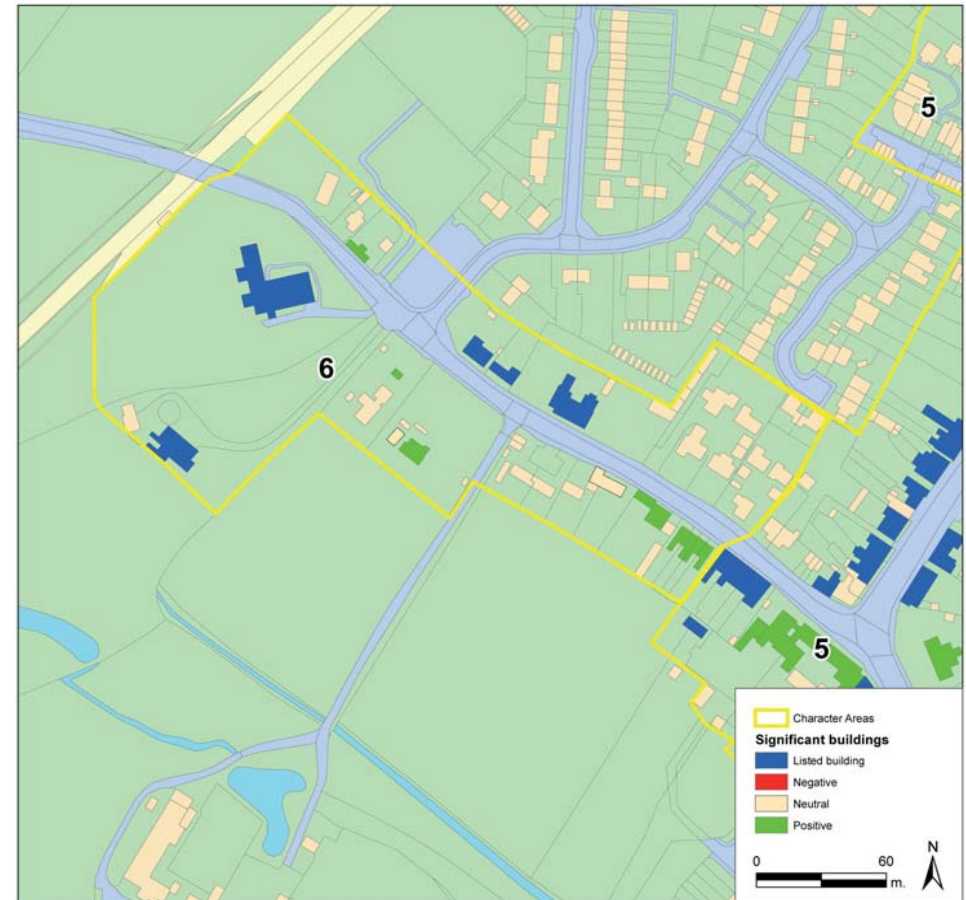 5
6
5
Character Areas
Significant buildings
Listed building
Negative
Neutral
Positive
N
0 60
m.